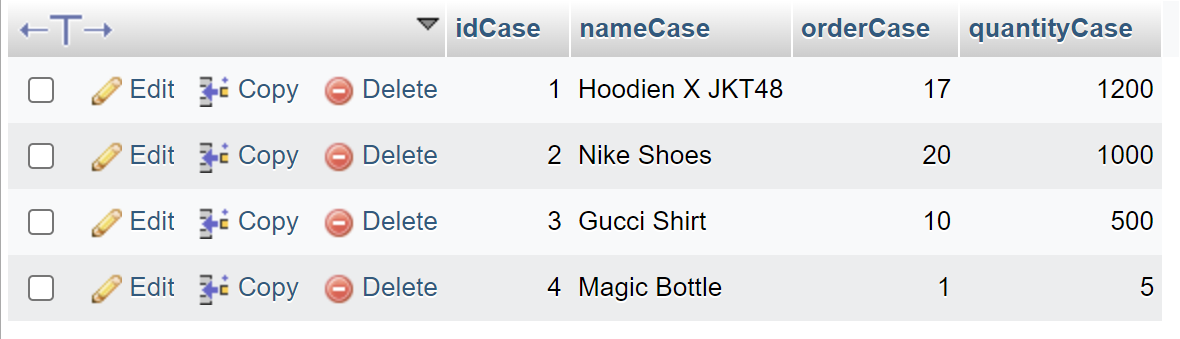 ←T→ idCase nameCase orderCase quantityCase
Edit Copy Delete 1 Hoodien X JKT48 17 1200
Edit Copy Delete 2 Nike Shoes 20 1000
Edit Copy Delete 3 Gucci Shirt 10 500
Edit Copy Delete 4 Magic Bottle 1 5